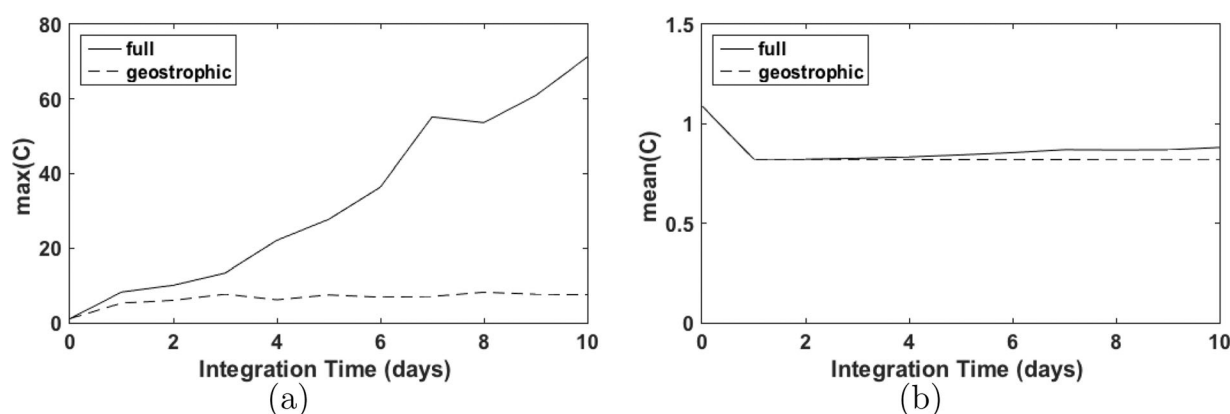 80
60
40
20
0
max(C)
full
geostrophic
0 2 4 6 8 10
Integration Time (days)
(a)
1.5
1
0.5
0
mean(C)
full
geostrophic
0 2 4 6 8 10
Integration Time (days)
(b)